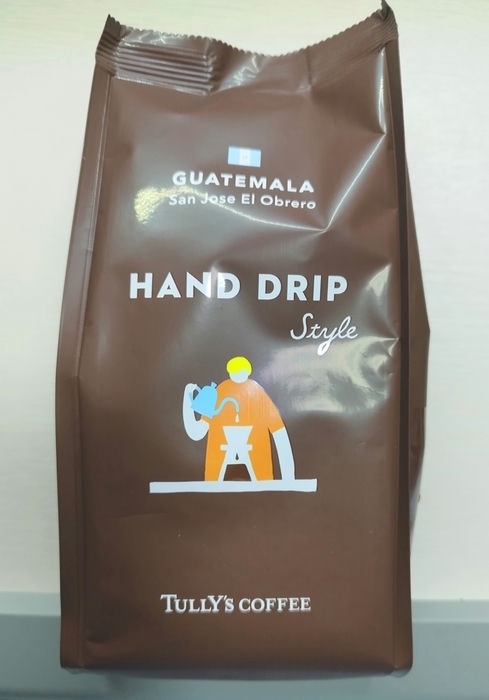 GUATEMALA
San Jose El Obrero
HAND DRIP
Style
TULLY'S COFFEE